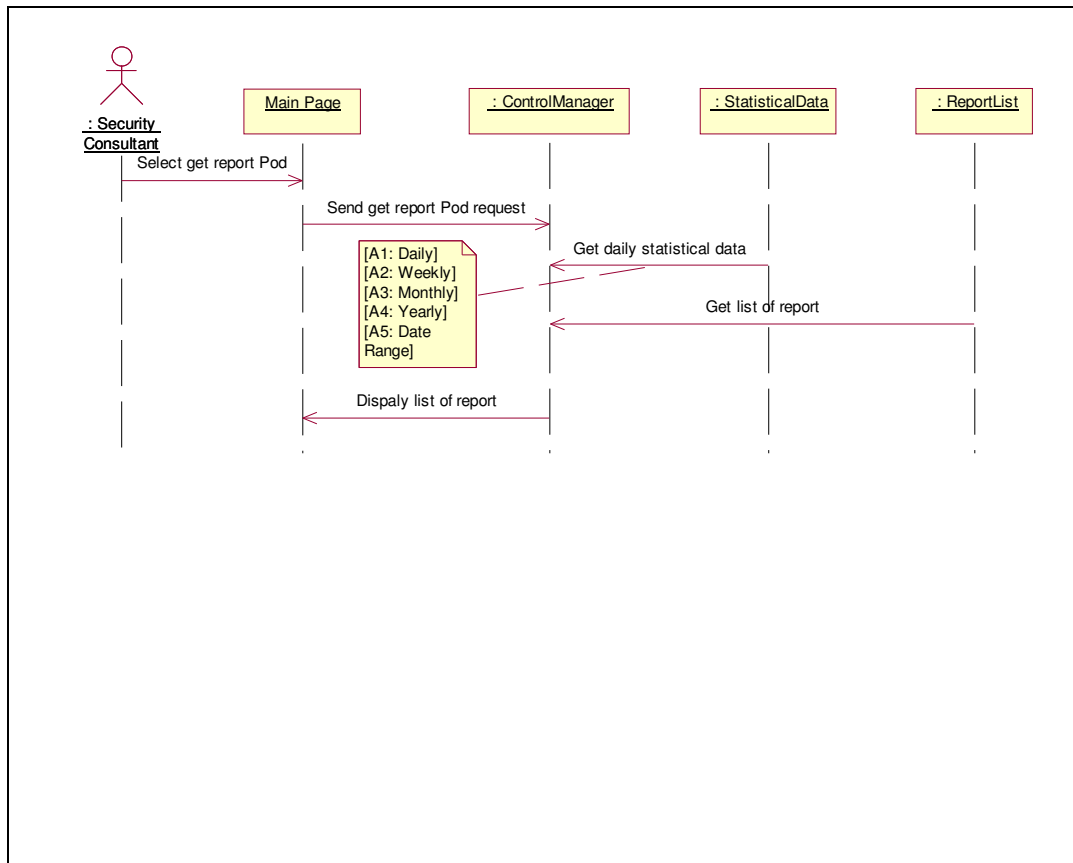 : Security
Consultant
Main Page
: ControlManager
: StatisticalData
: ReportList
Select get report Pod
Send get report Pod request
[A1: Daily]
[A2: Weekly]
[A3: Monthly]
[A4: Yearly]
[A5: Date
Range]
Get daily statistical data
Get list of report
Dispaly list of report